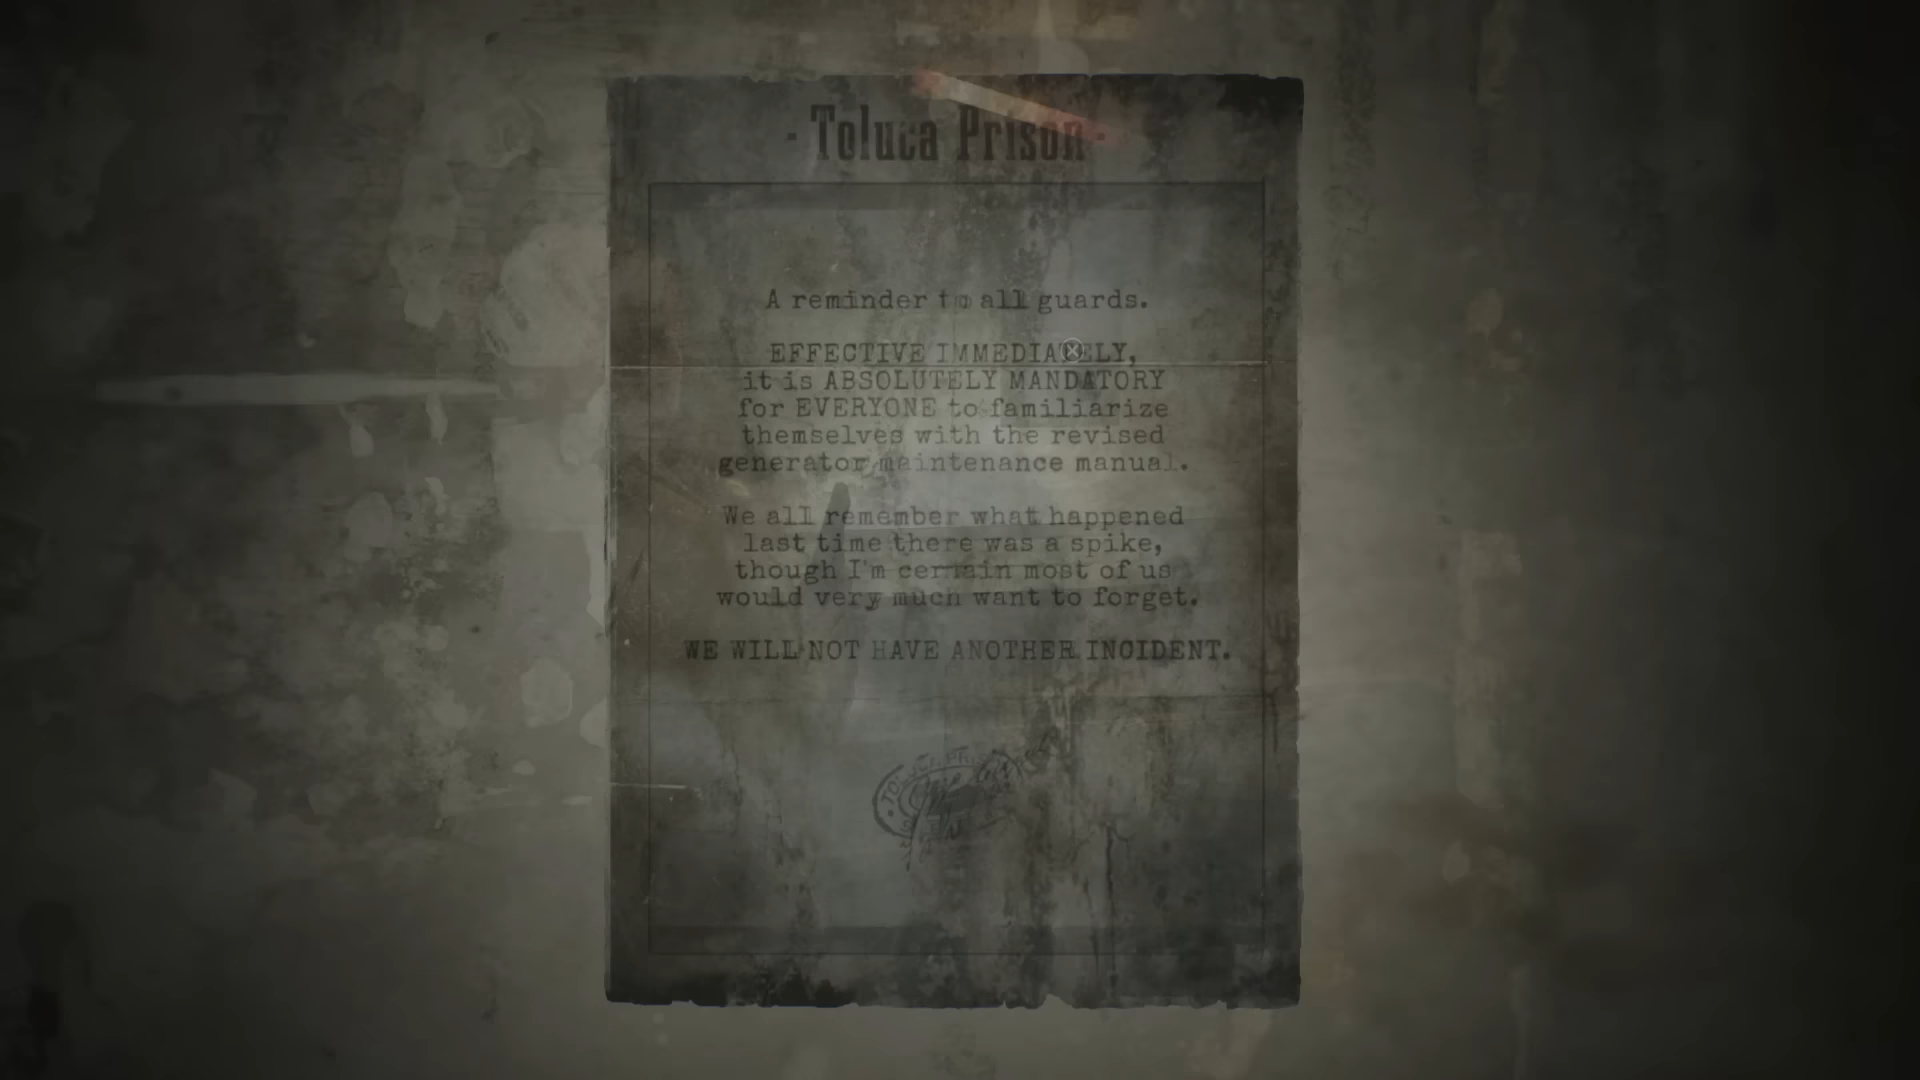 - Toluca Prison -
A reminder to all guards.
EFFECTIVE IMMEDIATELY,
it is ABSOLUTELY MANDATORY
for EVERYONE to familiarize
themselves with the revised
generator maintenance manual.
We all remember what happened
last time there was a spike,
though I'm certain most of us
would very much want to forget.
WE WILL NOT HAVE ANOTHER INCIDENT.